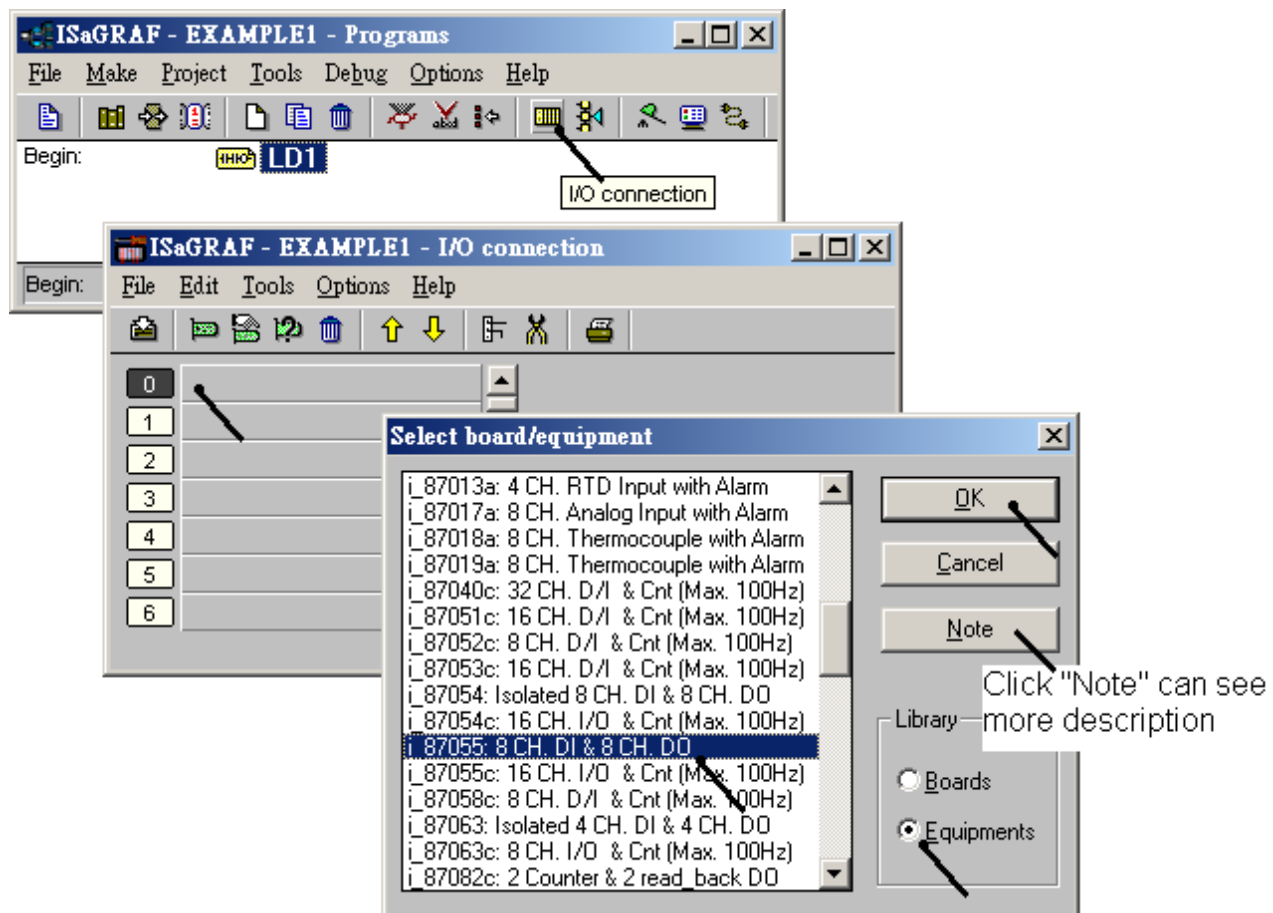 ISaGRAF - EXAMPLE1 - Programs
File Make Project Tools Debug Options Help
Begin: LD1
I/O connection
Begin:
ISaGRAF - EXAMPLE1 - I/O connection
File Edit Tools Options Help
0
1
2
3
4
5
6
Select board/equipment
i_87013a: 4 CH. RTD Input with Alarm
i_87017a: 8 CH. Analog Input with Alarm
i_87018a: 8 CH. Thermocouple with Alarm
i_87019a: 8 CH. Thermocouple with Alarm
i_87040c: 32 CH. D/I & Cnt (Max. 100Hz)
i_87051c: 16 CH. D/I & Cnt (Max. 100Hz)
i_87052c: 8 CH. D/I & Cnt (Max. 100Hz)
i_87053c: 16 CH. D/I & Cnt (Max. 100Hz)
i_87054: Isolated 8 CH. DI & 8 CH. DO
i_87054c: 16 CH. I/O & Cnt (Max. 100Hz)
i_87055: 8 CH. DI & 8 CH. DO
i_87055c: 16 CH. I/O & Cnt (Max. 100Hz)
i_87058c: 8 CH. D/I & Cnt (Max. 100Hz)
i_87063: Isolated 4 CH. DI & 4 CH. DO
i_87063c: 8 CH. I/O & Cnt (Max. 100Hz)
i_87082c: 2 Counter & 2 read_back DO
OK
Cancel
Note
Click "Note" can see
more description
Library
Boards
Equipments